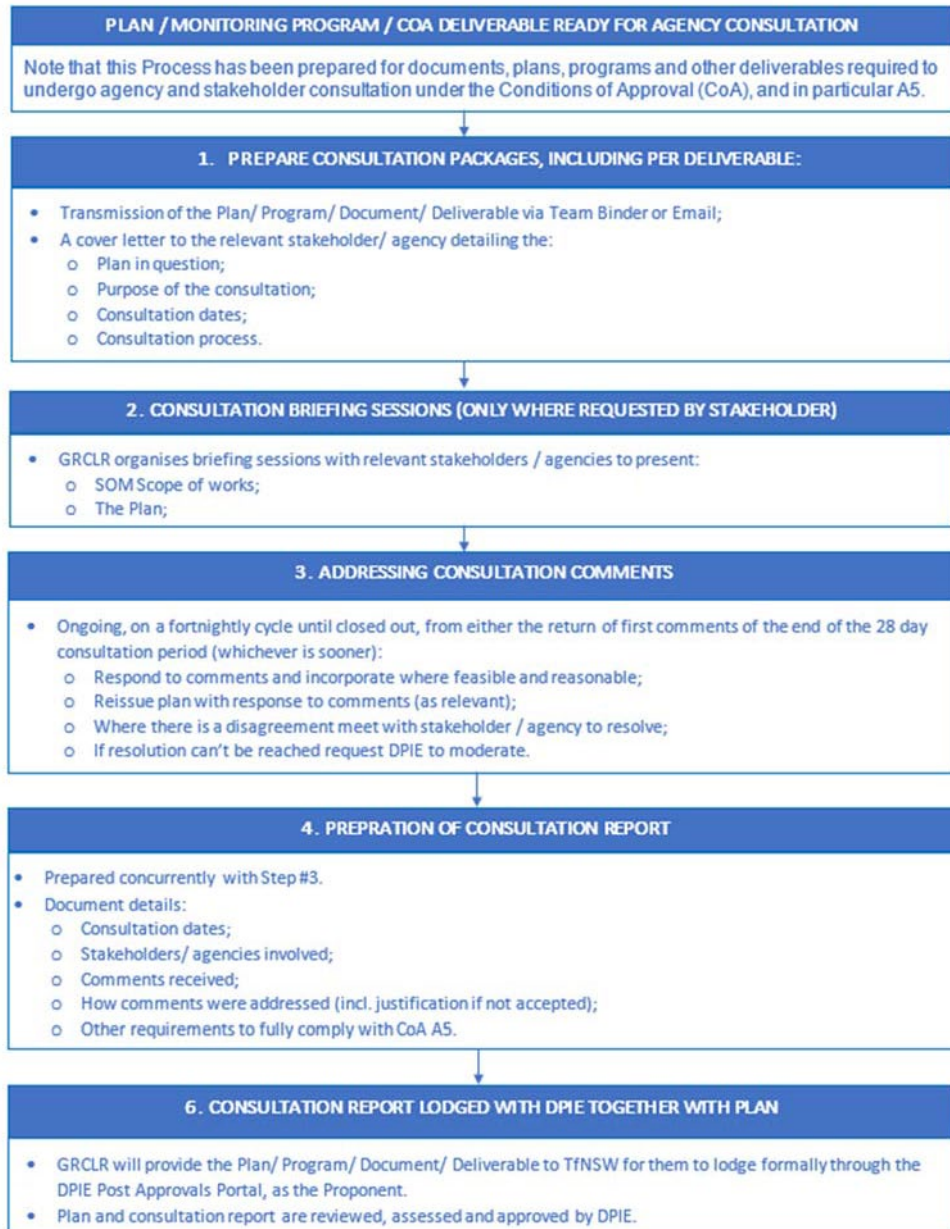 PLAN / MONITORING PROGRAM / COA DELIVERABLE READY FOR AGENCY CONSULTATION
Note that this Process has been prepared for documents, plans, programs and other deliverables required to
undergo agency and stakeholder consultation under the Conditions of Approval (CoA), and in particular A5.
1. PREPARE CONSULTATION PACKAGES, INCLUDING PER DELIVERABLE:
• Transmission of the Plan/ Program/ Document/ Deliverable via Team Binder or Email;
• A cover letter to the relevant stakeholder/ agency detailing the:
o Plan in question;
o Purpose of the consultation;
o Consultation dates;
o Consultation process.
2. CONSULTATION BRIEFING SESSIONS (ONLY WHERE REQUESTED BY STAKEHOLDER)
• GRCLR organises briefing sessions with relevant stakeholders / agencies to present:
o SOM Scope of works;
o The Plan;
3. ADDRESSING CONSULTATION COMMENTS
• Ongoing, on a fortnightly cycle until closed out, from either the return of first comments of the end of the 28 day
consultation period (whichever is sooner):
o Respond to comments and incorporate where feasible and reasonable;
o Reissue plan with response to comments (as relevant);
o Where there is a disagreement meet with stakeholder / agency to resolve;
o If resolution can't be reached request DPIE to moderate.
4. PREPRATION OF CONSULTATION REPORT
• Prepared concurrently with Step #3.
• Document details:
o Consultation dates;
o Stakeholders/ agencies involved;
o Comments received;
o How comments were addressed (incl. justification if not accepted);
o Other requirements to fully comply with CoA A5.
6. CONSULTATION REPORT LODGED WITH DPIE TOGETHER WITH PLAN
• GRCLR will provide the Plan/ Program/ Document/ Deliverable to TfNSW for them to lodge formally through the
DPIE Post Approvals Portal, as the Proponent.
• Plan and consultation report are reviewed, assessed and approved by DPIE.